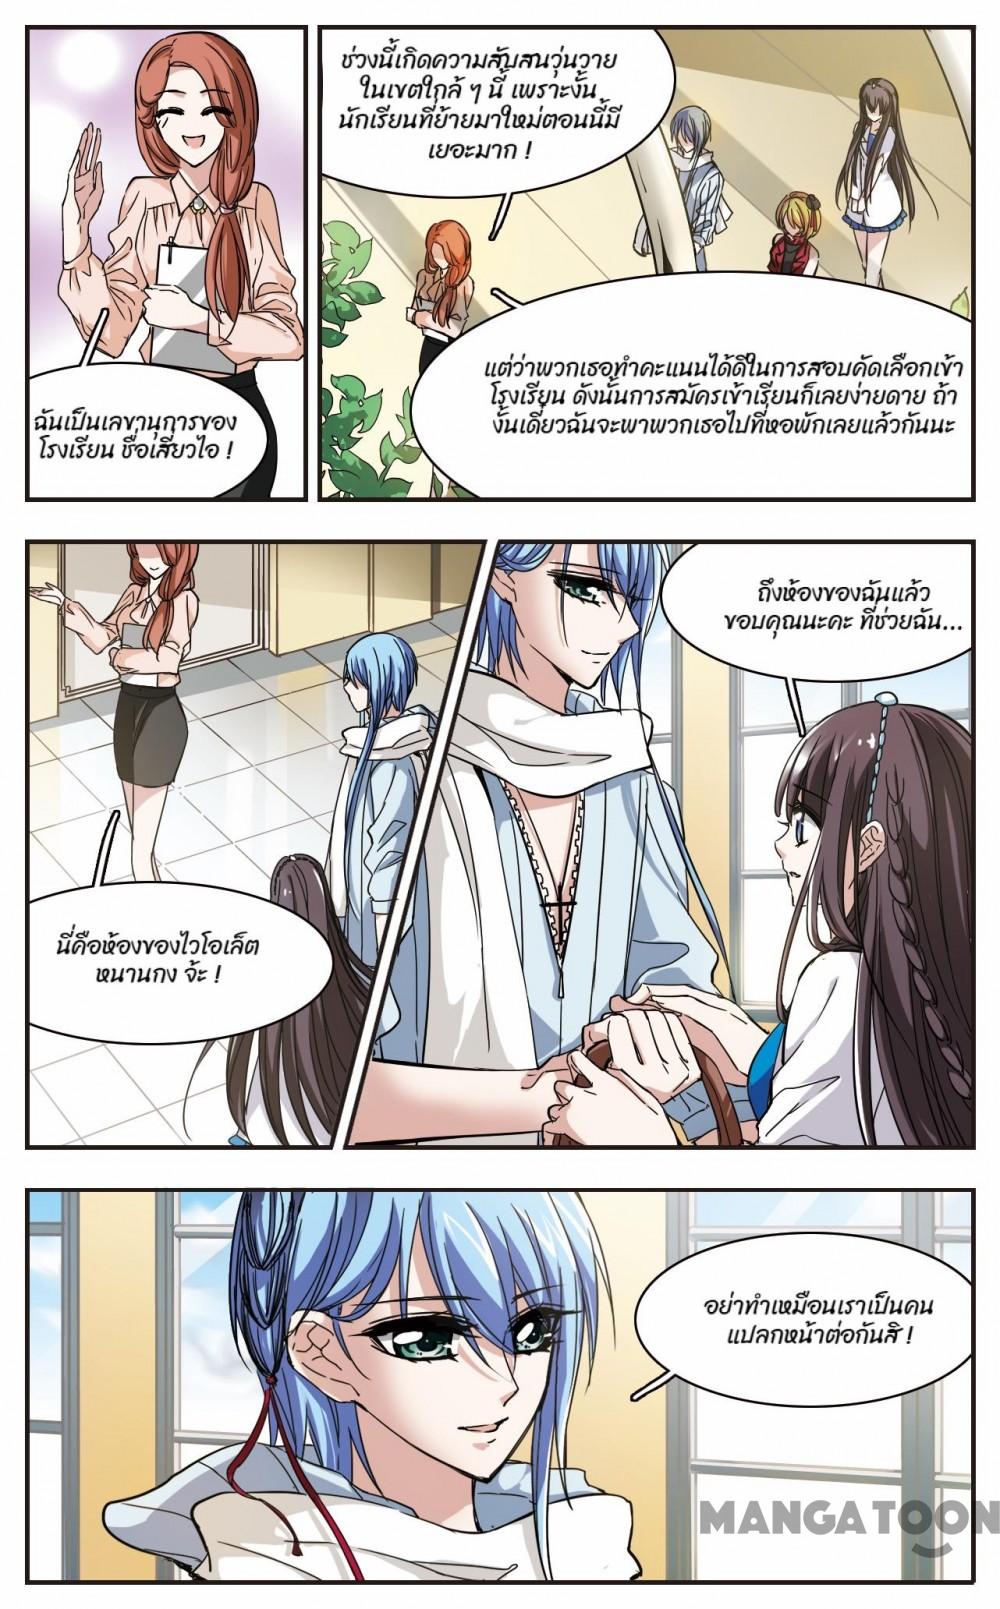 ฉันเป็นเลขานุการของ
โรงเรียน ชื่อเสี่ยวไอ !
ช่วงนี้เกิดความสับสนวุ่นวาย
ในเขตใกล้ ๆ นี้ เพราะงั้น
นักเรียนที่ย้ายมาใหม่ตอนนี้มี
เยอะมาก !
แต่ว่าพวกเธอทำคะแนนได้ดีในการสอบคัดเลือกเข้า
โรงเรียน ดังนั้นการสมัครเข้าเรียนก็เลยง่ายดาย ถ้า
งั้นเดี๋ยวฉันจะพาพวกเธอไปที่หอพักเลยแล้วกันนะ
นี่คือห้องของไวโอเล็ต
หนานกง จ้ะ !
ถึงห้องของฉันแล้ว
ขอบคุณนะคะ ที่ช่วยฉัน...
อย่าทำเหมือนเราเป็นคน
แปลกหน้าต่อกันสิ !
MANGATOON